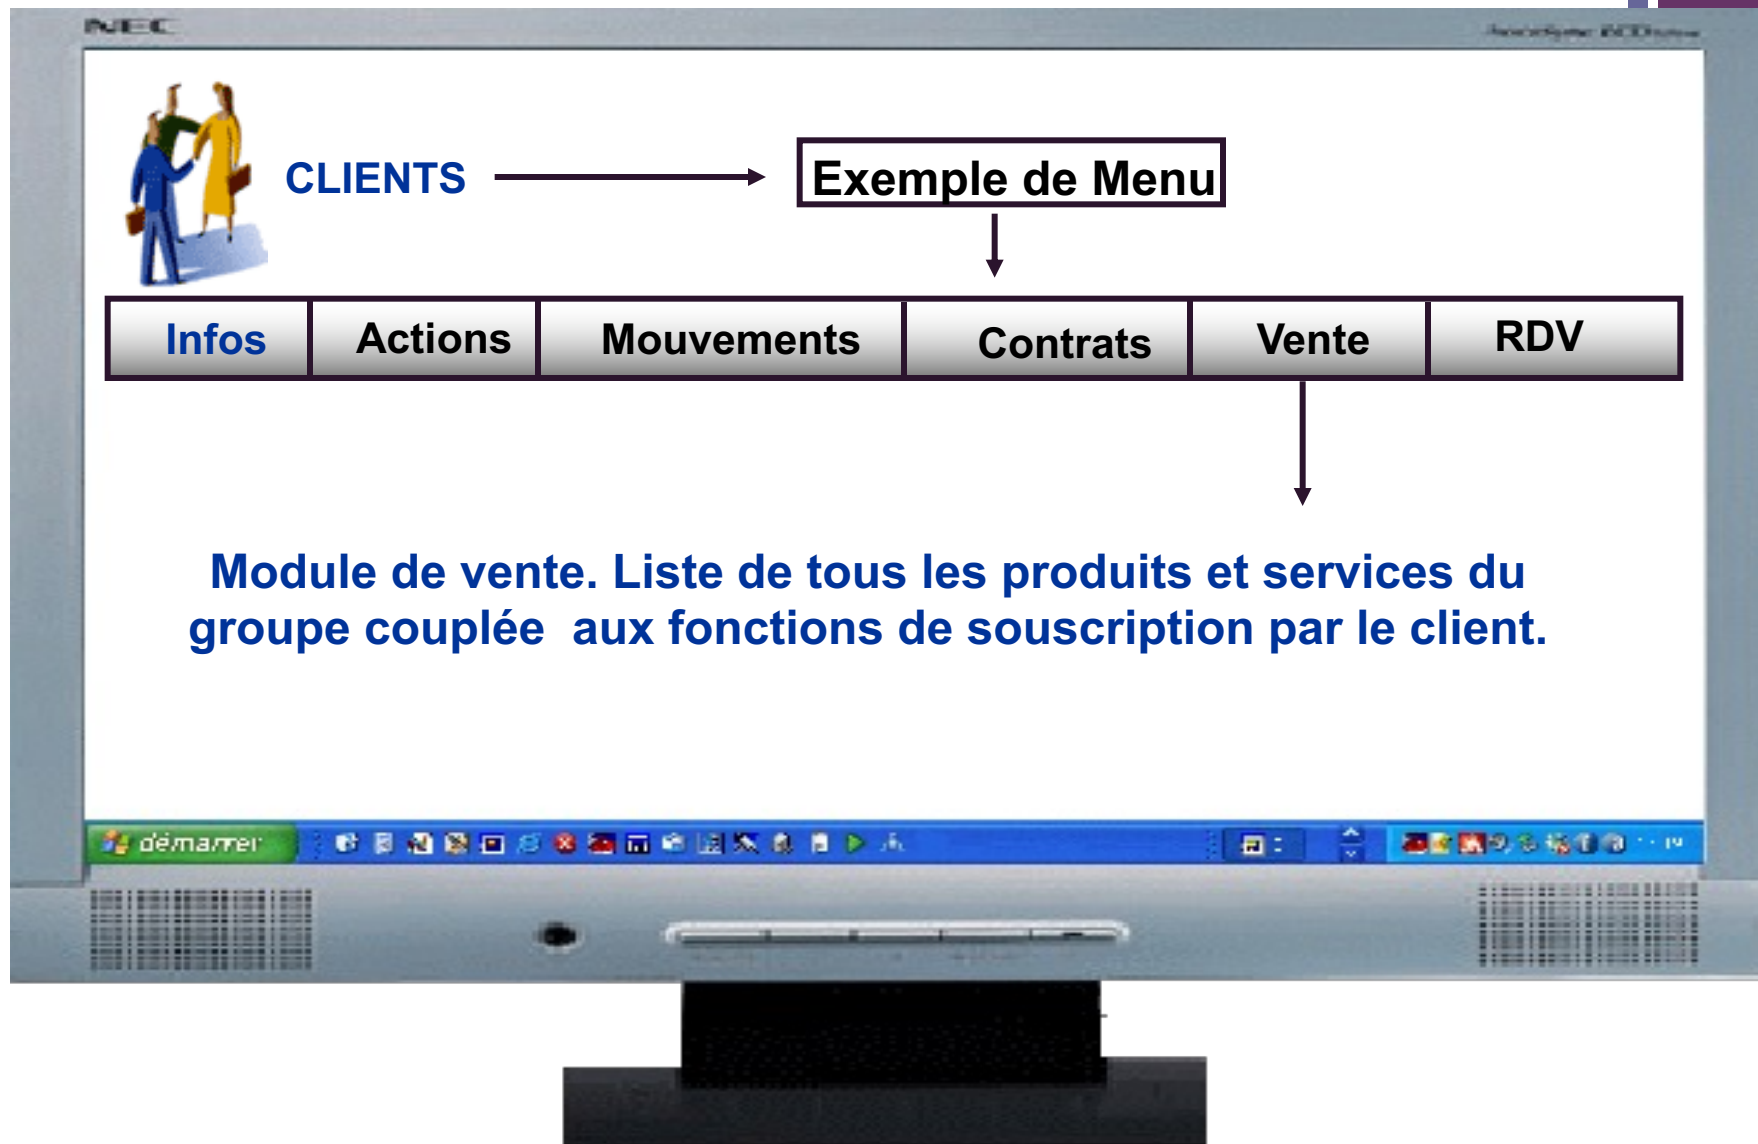 NEC
CLIENTS
Exemple de Menu
Infos
Actions
Mouvements
Contrats
Vente
RDV
Module de vente. Liste de tous les produits et services du
groupe couplée  aux fonctions de souscription par le client.
démarrer